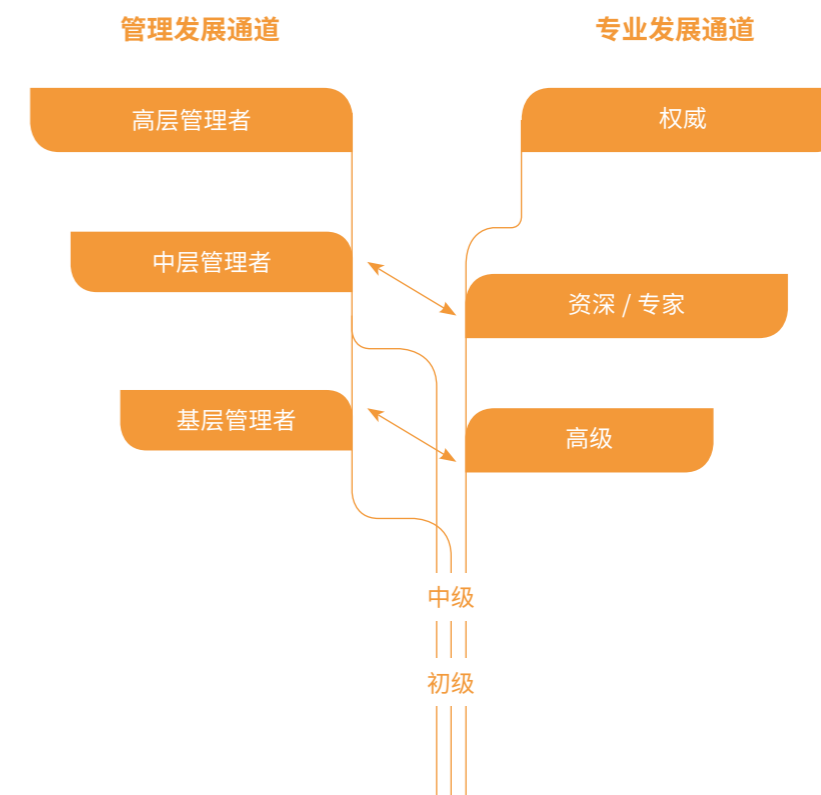 管理发展通道
专业发展通道
高层管理者
权威
中层管理者
资深 / 专家
基层管理者
高级
中级
初级